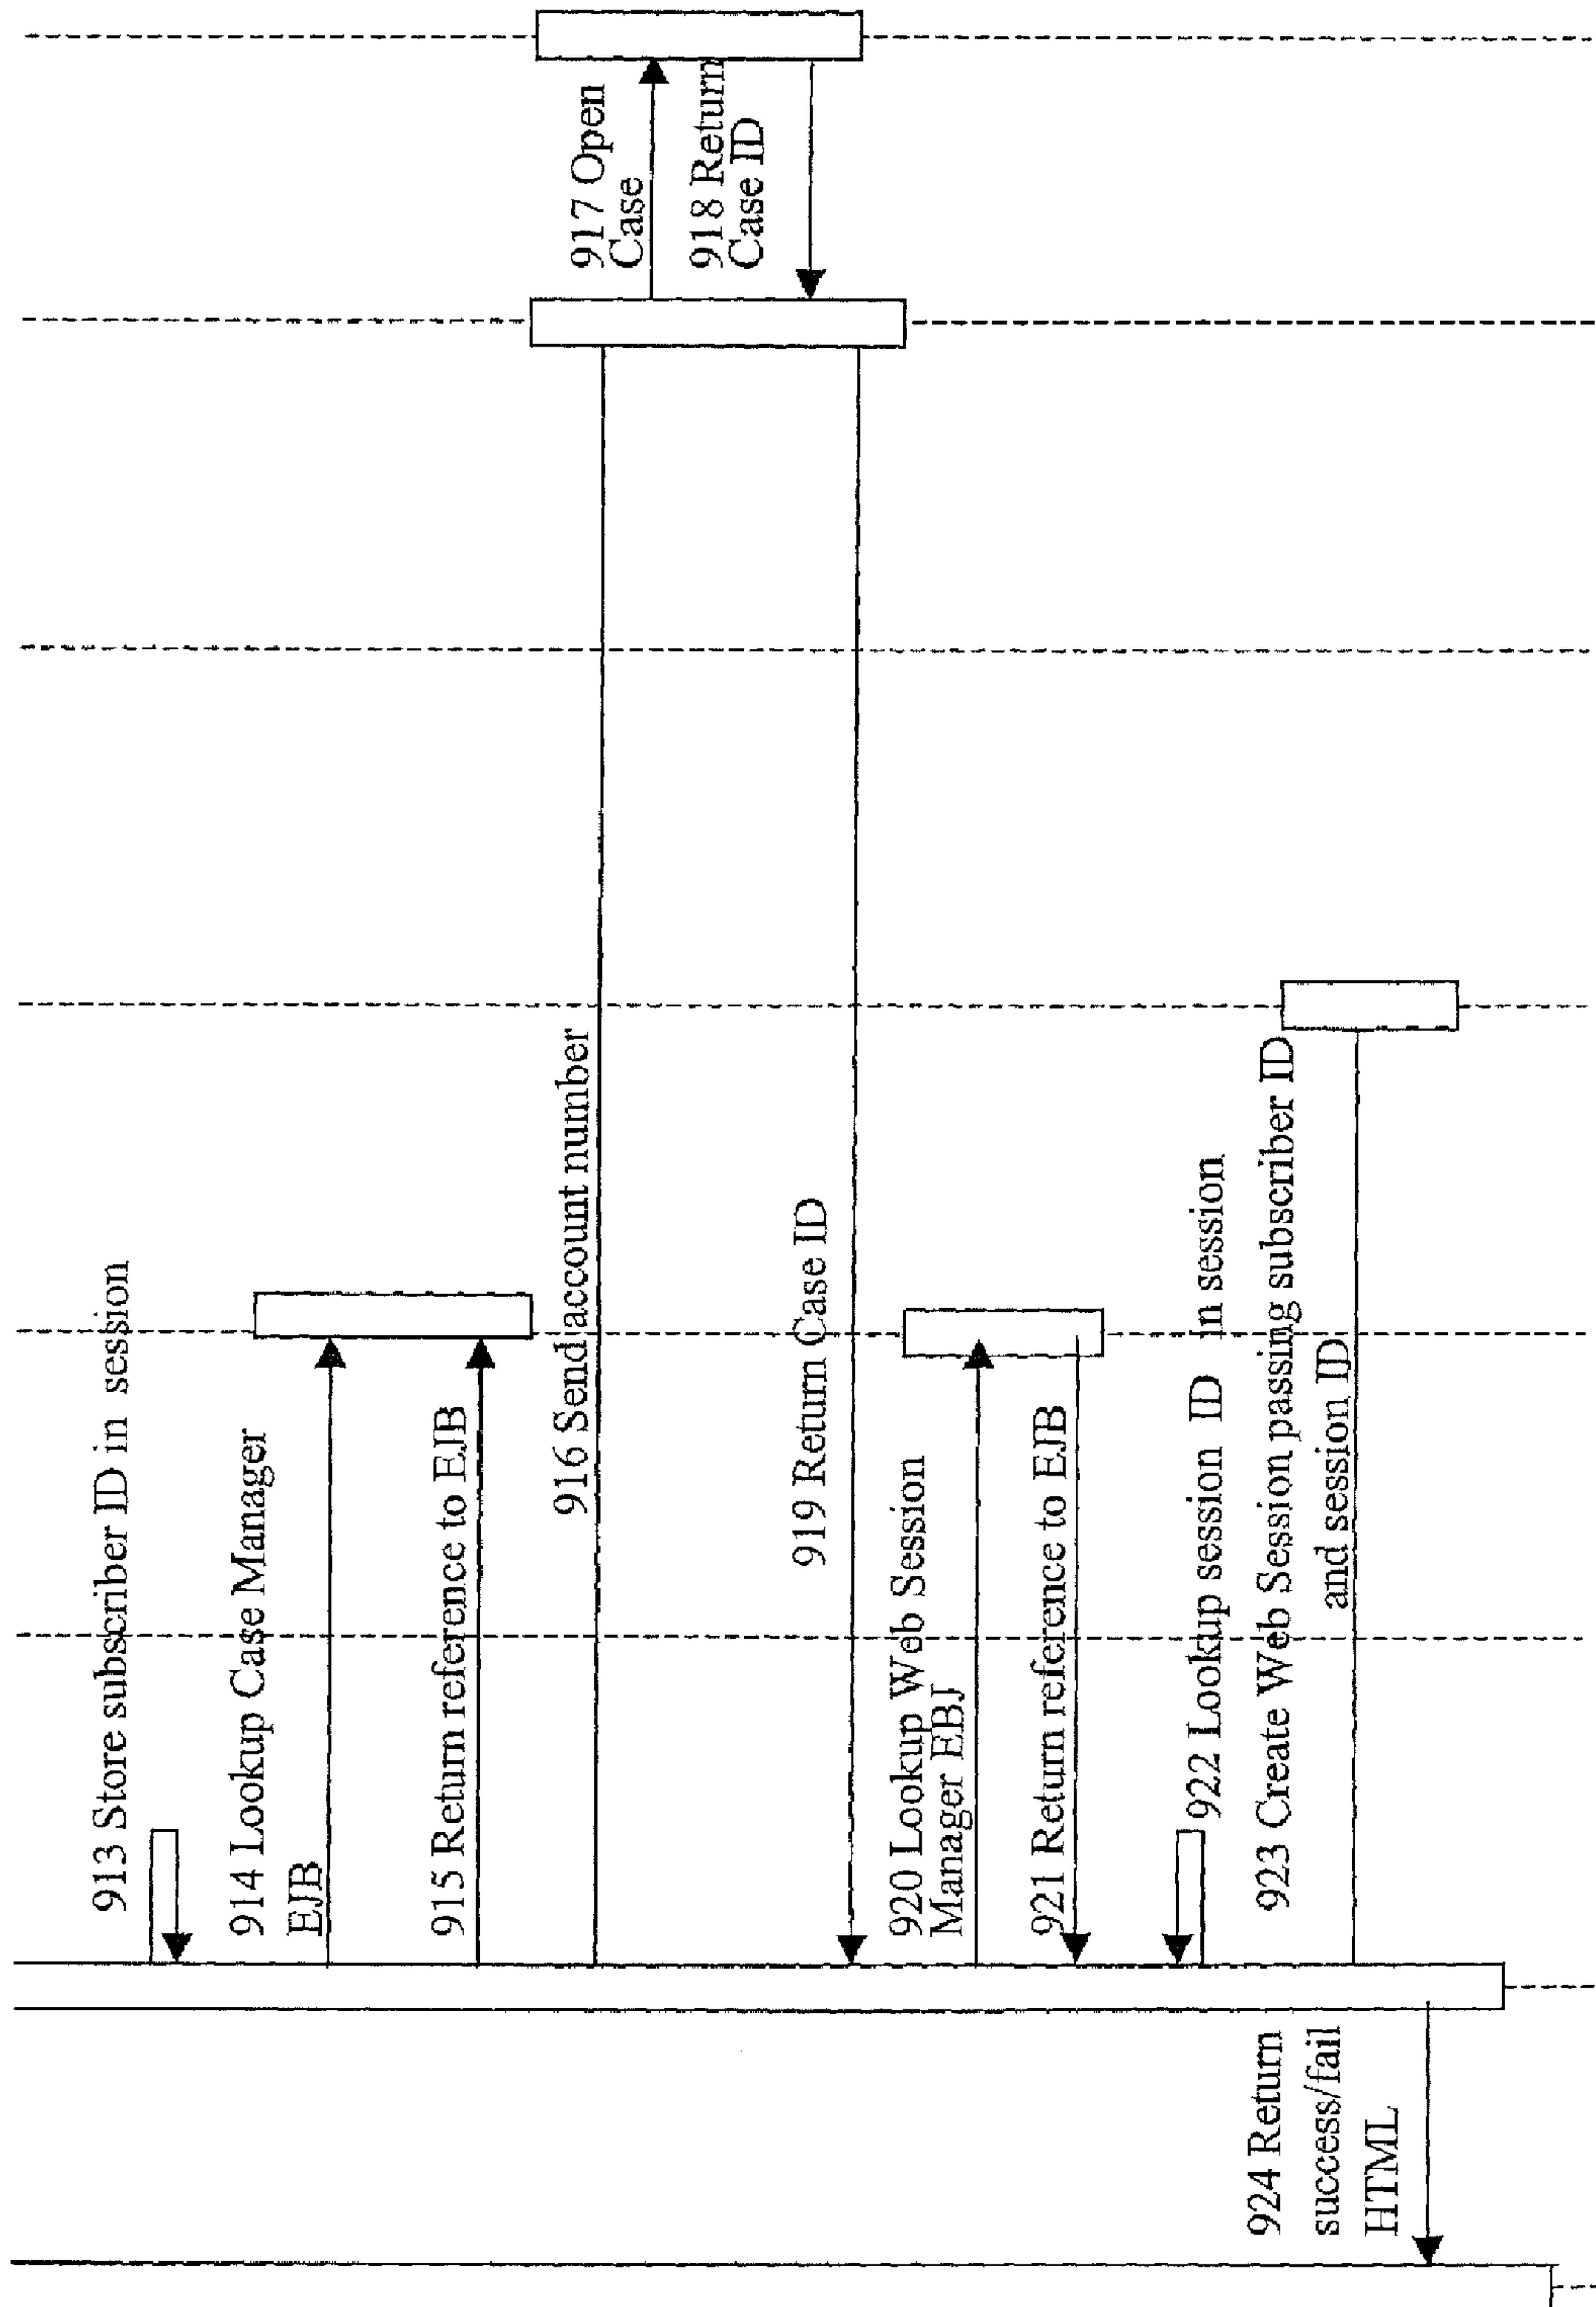 913 Store subscriber ID in session
914 Lookup Case Manager
EJB
915 Return reference to EJB
916 Send account number
917 Open
Case
918 Return
Case ID
919 Return Case ID
920 Lookup Web Session
Manager EBJ
921 Return reference to EJB
922 Lookup session ID in session
923 Create Web Session passing subscriber ID
and session ID
924 Return
success/fail
HTML